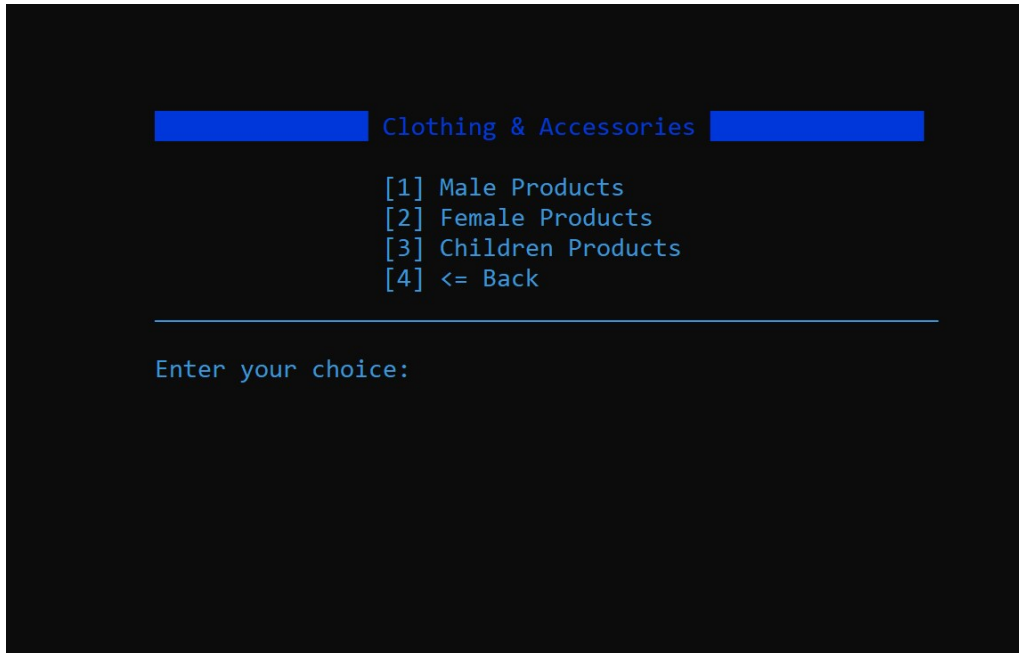 Clothing & Accessories
[1] Male Products
[2] Female Products
[3] Children Products
[4] <= Back
Enter your choice: